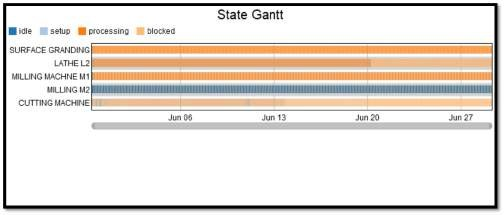 State Gantt
idle setup processing blocked
SURFACE GRANDING
LATHE L2
MILLING MACHNE M1
MILLING M2
CUTTING MACHINE
Jun 06 Jun 13 Jun 20 Jun 27